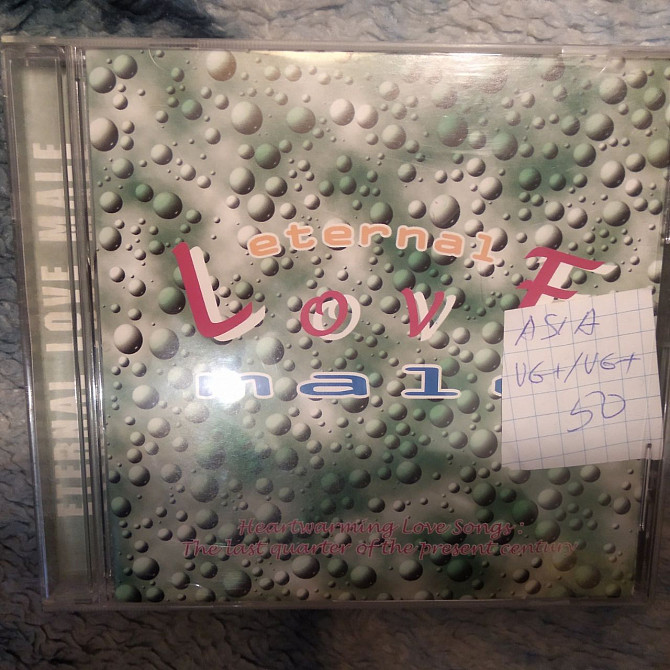 ETERNAL LOVE MALE
eternal
LovE
male
ASIA
VG+/VG+
50
Heartwarming Love Songs :
The last quarter of the present century